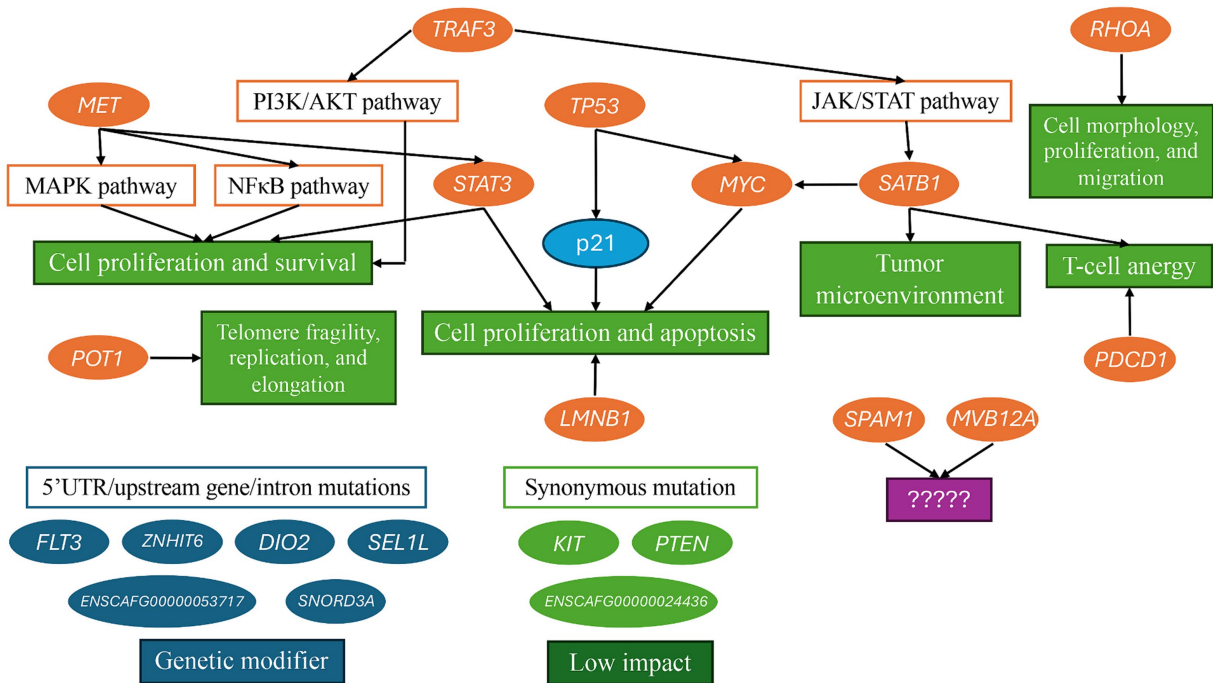 TRAF3
RHOA
MET
PI3K/AKT pathway
TP53
JAK/STAT pathway
Cell morphology,
proliferation, and
migration
MAPK pathway
NFκB pathway
STAT3
MYC
SATB1
p21
Cell proliferation and survival
Tumor
microenvironment
T-cell anergy
Cell proliferation and apoptosis
Telomere fragility,
replication, and
elongation
POT1
PDCD1
LMNB1
SPAM1
MVB12A
5’UTR/upstream gene/intron mutations
Synonymous mutation
?????
FLT3
ZNHIT6
DIO2
SEL1L
KIT
PTEN
ENSCAFG00000053717
SNORD3A
ENSCAFG00000024436
Genetic modifier
Low impact